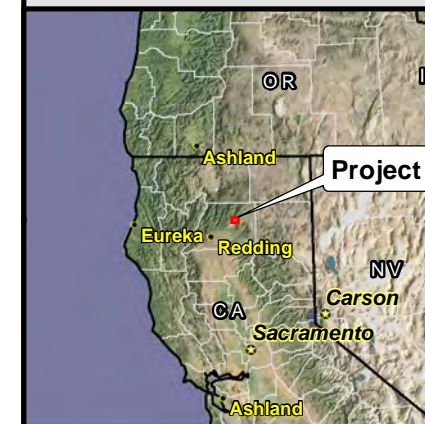 OR
I
Ashland
Project
Eureka
Redding
NV
Carson
CA
Sacramento
Ashland